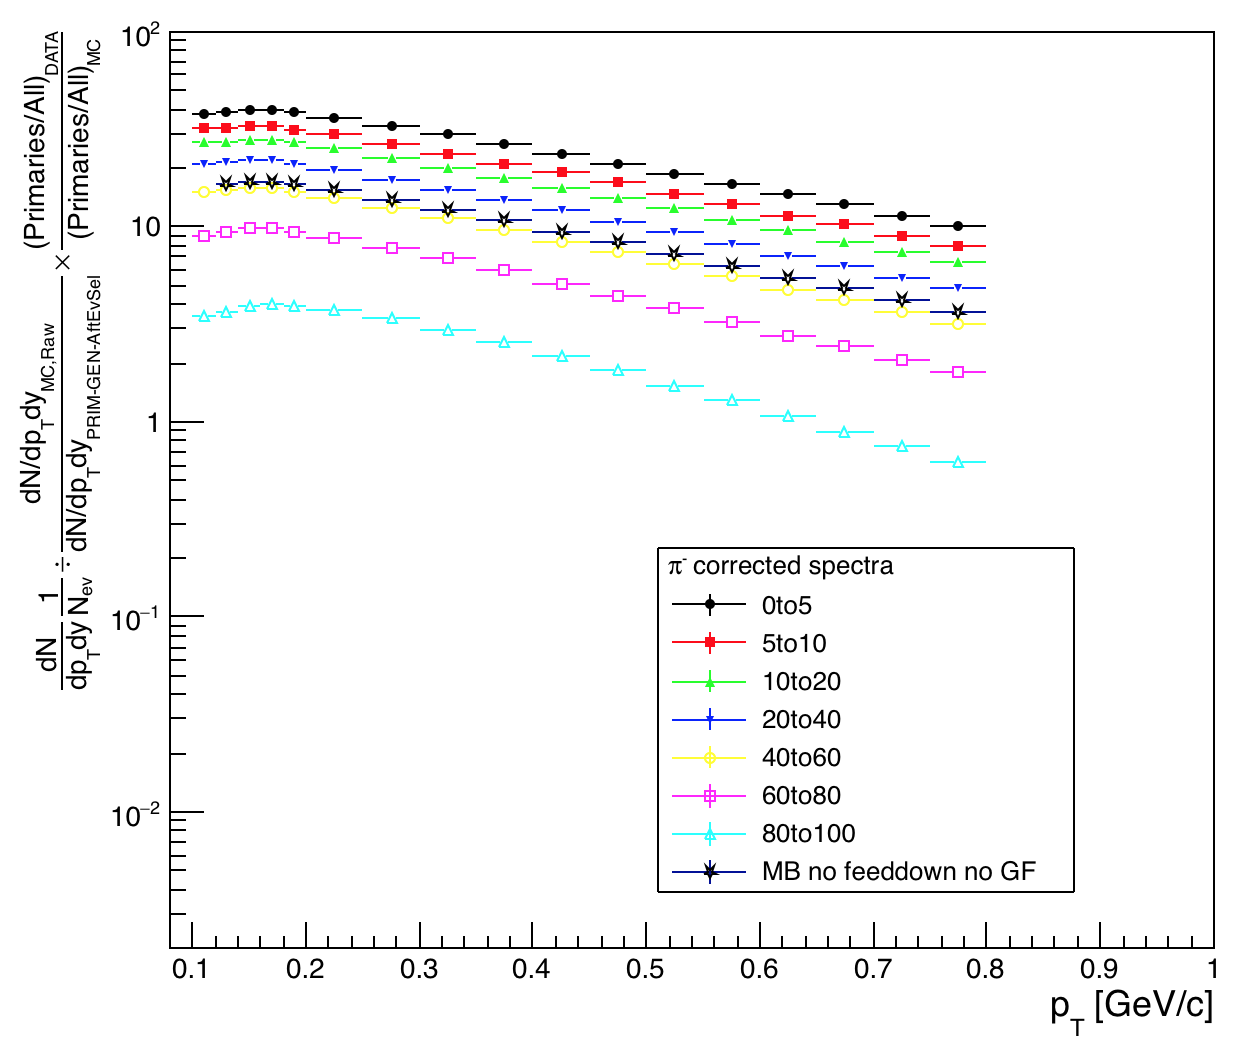 dN/dp_T dy 1/N_ev ÷ dN/dp_T dy_MC,Raw / dN/dp_T dy_PRIM-GEN-AftEvSel × (Primaries/All)_DATA / (Primaries/All)_MC
10²
10
1
10⁻¹
10⁻²
π⁻ corrected spectra
0to5
5to10
10to20
20to40
40to60
60to80
80to100
MB no feeddown no GF
0.1 0.2 0.3 0.4 0.5 0.6 0.7 0.8 0.9 1
p_T [GeV/c]